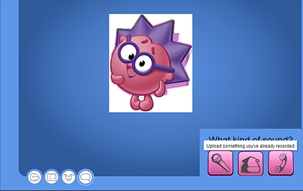 What kind of sound?
Upload something you've already recorded.